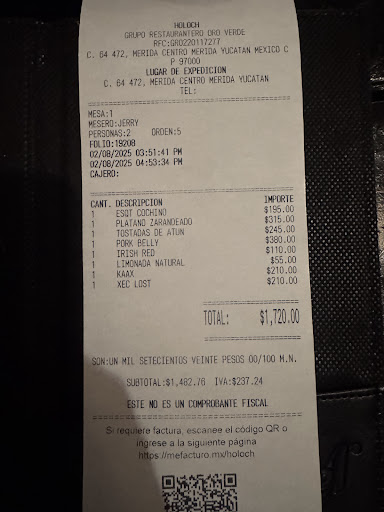 HOLOCH
GRUPO RESTAURANTERO ORO VERDE
RFC:GRO220117277
C. 64 472, MERIDA CENTRO MERIDA YUCATAN MEXICO C
P 97000
LUGAR DE EXPEDICION
C. 64 472, MERIDA CENTRO MERIDA YUCATAN
TEL:
MESA:1
MESERO:JERRY
PERSONAS:2 ORDEN:5
FOLIO:19208
02/08/2025 03:51:41 PM
02/08/2025 04:53:34 PM
CAJERO:
CANT. DESCRIPCION IMPORTE
1 ESQT COCHINO $195.00
1 PLATANO ZARANDEADO $315.00
1 TOSTADAS DE ATUN $245.00
1 PORK BELLY $380.00
1 IRISH RED $110.00
1 LIMONADA NATURAL $55.00
1 KAAX $210.00
1 XEC LOST $210.00
TOTAL: $1,720.00
SON:UN MIL SETECIENTOS VEINTE PESOS 00/100 M.N.
SUBTOTAL:$1,482.76 IVA:$237.24
ESTE NO ES UN COMPROBANTE FISCAL
Si requiere factura, escanee el código QR o
ingrese a la siguiente página
https://mefacturo.mx/holoch